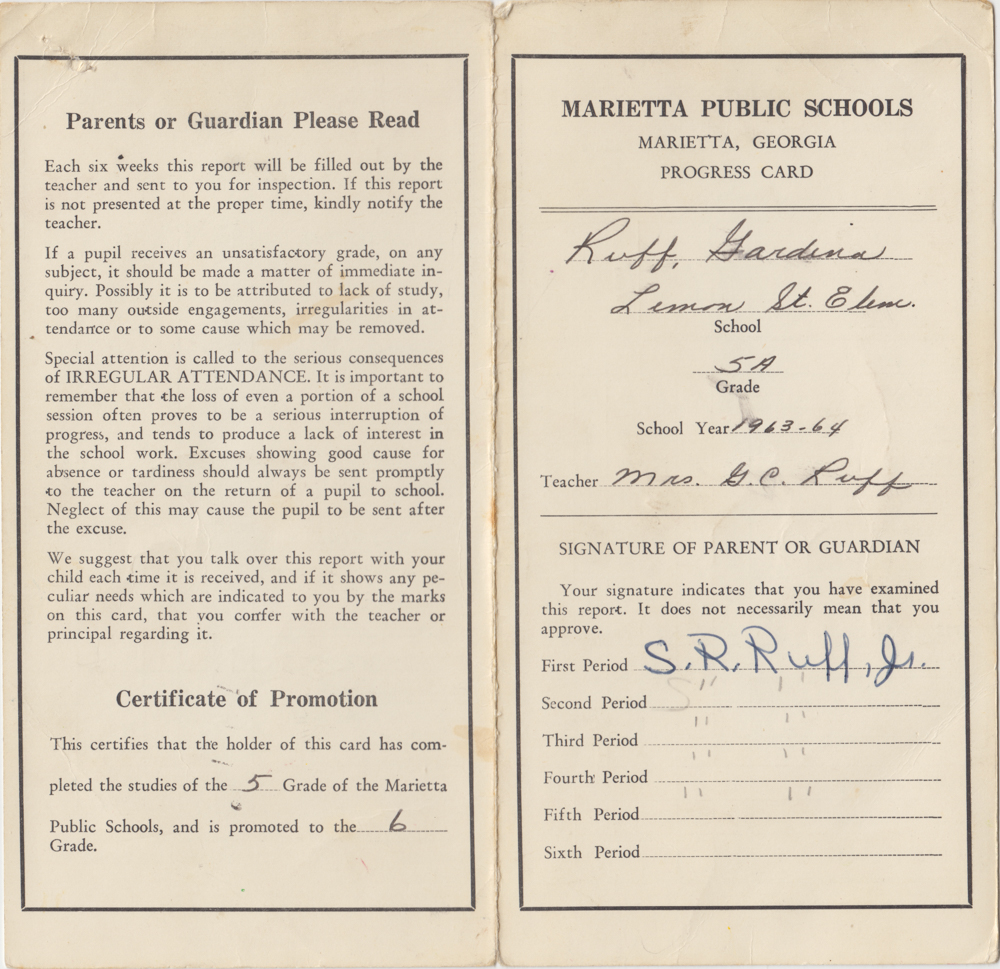 Parents or Guardian Please Read
Each six weeks this report will be filled out by the
teacher and sent to you for inspection. If this report
is not presented at the proper time, kindly notify the
teacher.
If a pupil receives an unsatisfactory grade, on any
subject, it should be made a matter of immediate in-
quiry. Possibly it is to be attributed to lack of study,
too many outside engagements, irregularities in at-
tendance or to some cause which may be removed.
Special attention is called to the serious consequences
of IRREGULAR ATTENDANCE. It is important to
remember that the loss of even a portion of a school
session often proves to be a serious interruption of
progress, and tends to produce a lack of interest in
the school work. Excuses showing good cause for
absence or tardiness should always be sent promptly
to the teacher on the return of a pupil to school.
Neglect of this may cause the pupil to be sent after
the excuse.
We suggest that you talk over this report with your
child each time it is received, and if it shows any pe-
culiar needs which are indicated to you by the marks
on this card, that you confer with the teacher or
principal regarding it.
Certificate of Promotion
This certifies that the holder of this card has com-
pleted the studies of the 5 Grade of the Marietta
Public Schools, and is promoted to the 6
Grade.
MARIETTA PUBLIC SCHOOLS
MARIETTA, GEORGIA
PROGRESS CARD
Ruff, Gardina
Lemon St. Elem.
School
5A
Grade
School Year 1963-64
Teacher Mrs. G.C. Ruff
SIGNATURE OF PARENT OR GUARDIAN
Your signature indicates that you have examined
this report. It does not necessarily mean that you
approve.
First Period S.R. Ruff, Jr.
Second Period " "
Third Period " "
Fourth Period " "
Fifth Period " "
Sixth Period